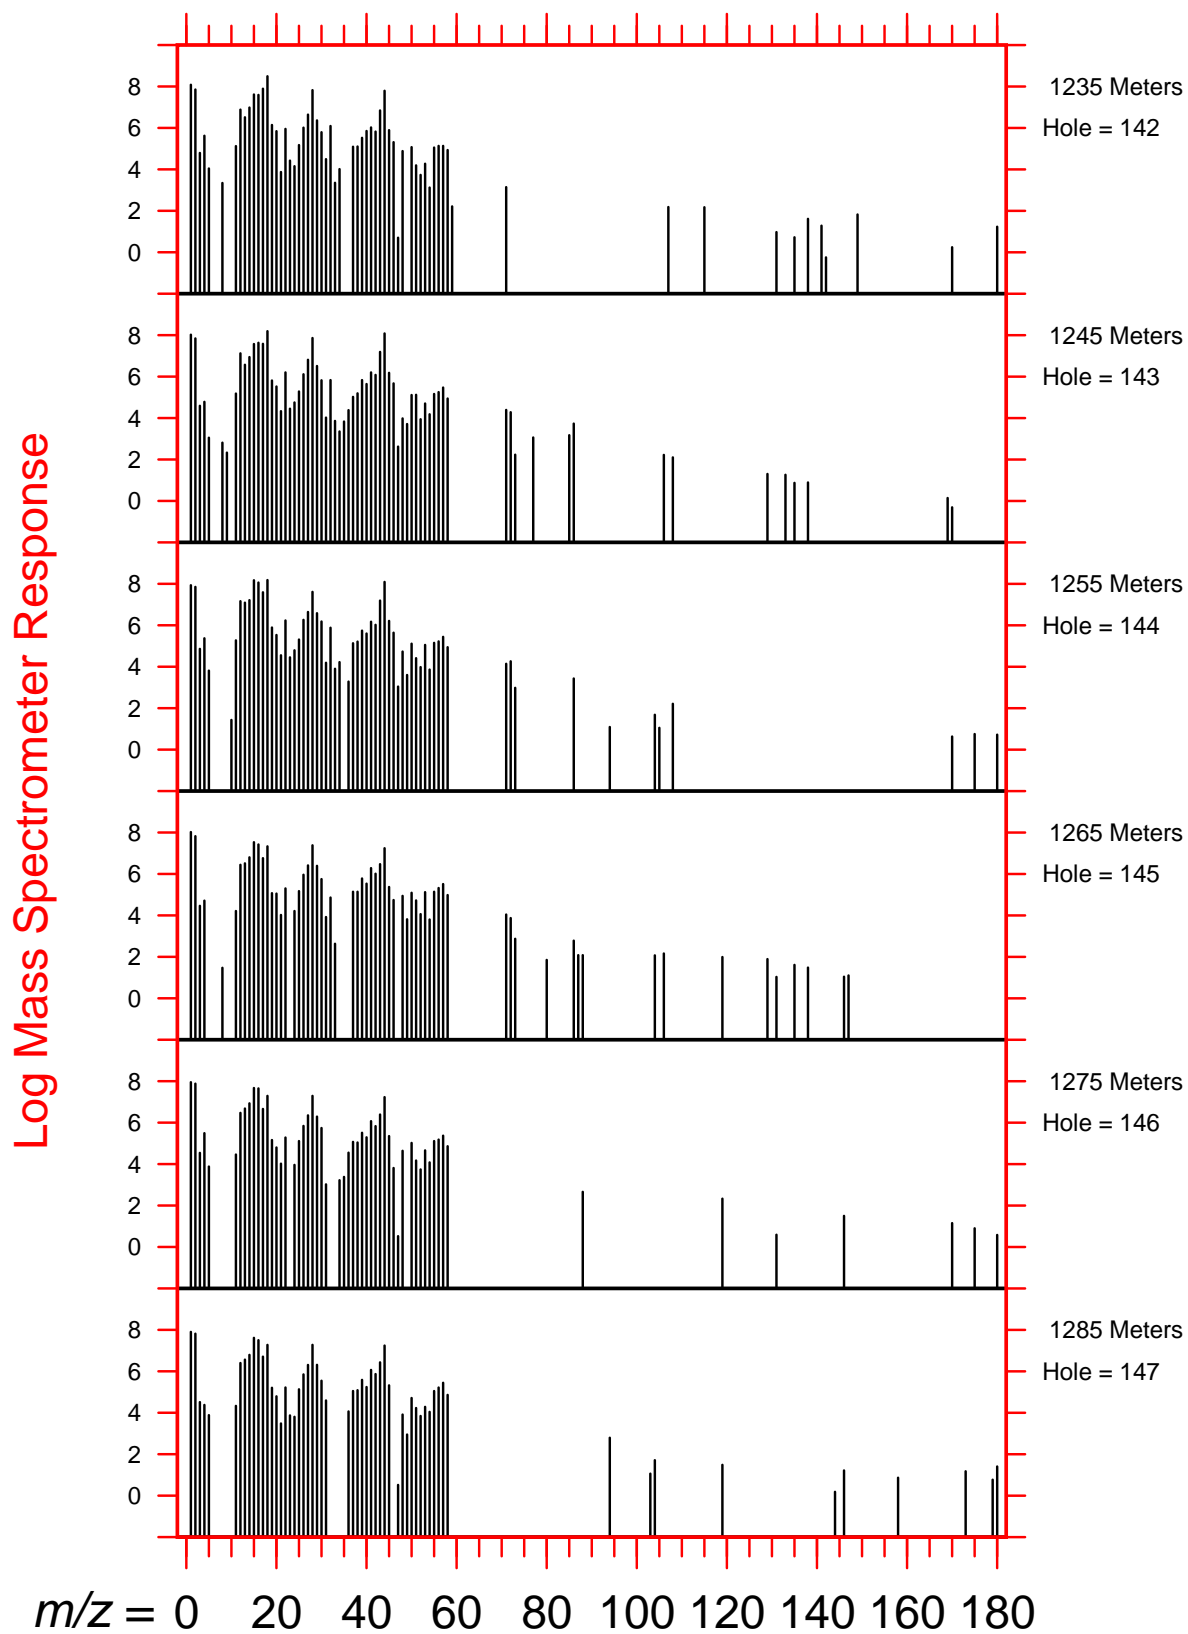 Log Mass Spectrometer Response
8
6
4
2
0
1235 Meters
Hole = 142
8
6
4
2
0
1245 Meters
Hole = 143
8
6
4
2
0
1255 Meters
Hole = 144
8
6
4
2
0
1265 Meters
Hole = 145
8
6
4
2
0
1275 Meters
Hole = 146
8
6
4
2
0
1285 Meters
Hole = 147
m/z = 0 20 40 60 80 100 120 140 160 180